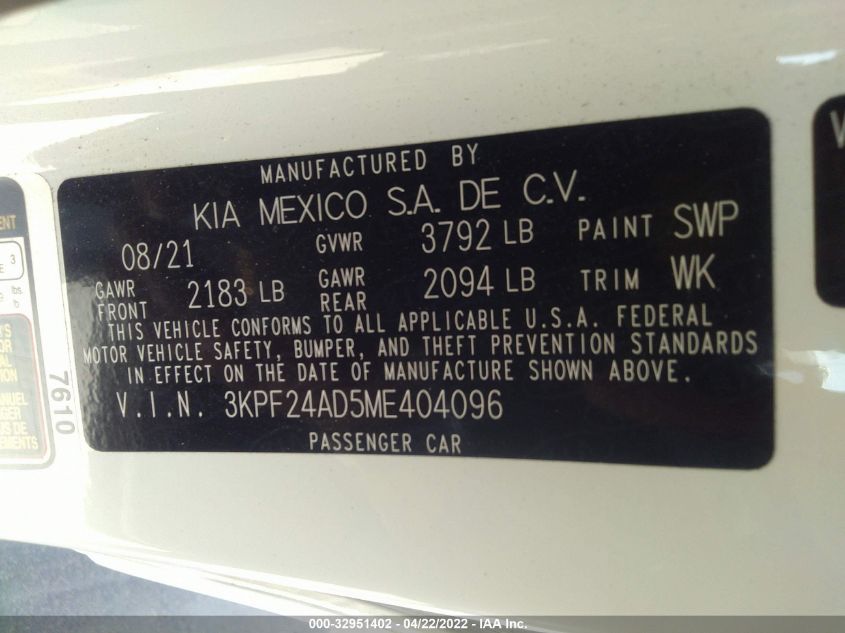 MANUFACTURED BY
KIA MEXICO S.A. DE C.V.
08/21 GVWR 3792 LB PAINT SWP
GAWR FRONT 2183 LB GAWR REAR 2094 LB TRIM WK
THIS VEHICLE CONFORMS TO ALL APPLICABLE U.S.A. FEDERAL
MOTOR VEHICLE SAFETY, BUMPER, AND THEFT PREVENTION STANDARDS
IN EFFECT ON THE DATE OF MANUFACTURE SHOWN ABOVE.
V.I.N. 3KPF24AD5ME404096
PASSENGER CAR
7610
3
lbs.
000-32951402 - 04/22/2022 - IAA Inc.